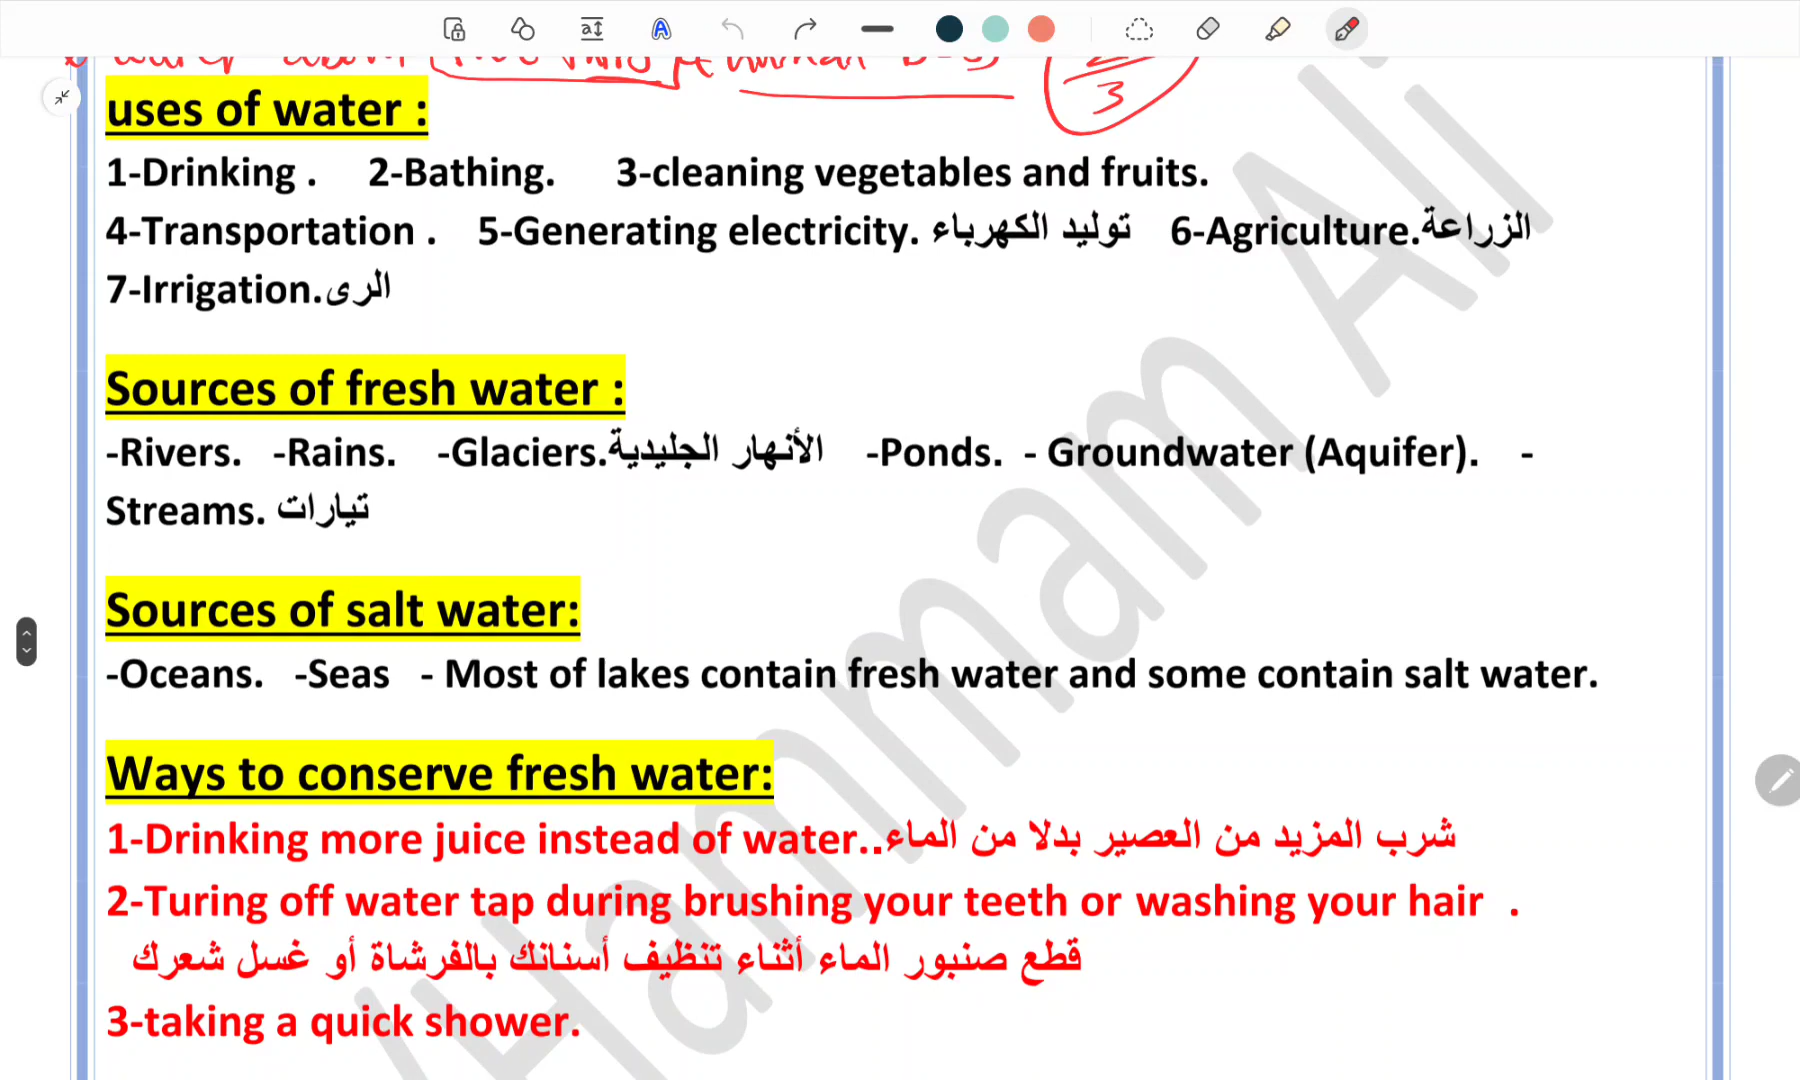 uses of water :
1-Drinking . 2-Bathing. 3-cleaning vegetables and fruits.
4-Transportation . 5-Generating electricity. توليد الكهرباء 6-Agriculture.الزراعة
7-Irrigation.الرى
Sources of fresh water :
-Rivers. -Rains. -Glaciers.الأنهار الجليدية -Ponds. - Groundwater (Aquifer). -
Streams. تيارات
Sources of salt water:
-Oceans. -Seas - Most of lakes contain fresh water and some contain salt water.
Ways to conserve fresh water:
1-Drinking more juice instead of water..شرب المزيد من العصير بدلا من الماء
2-Turing off water tap during brushing your teeth or washing your hair .
قطع صنبور الماء أثناء تنظيف أسنانك بالفرشاة أو غسل شعرك
3-taking a quick shower.
/Hammam Ali